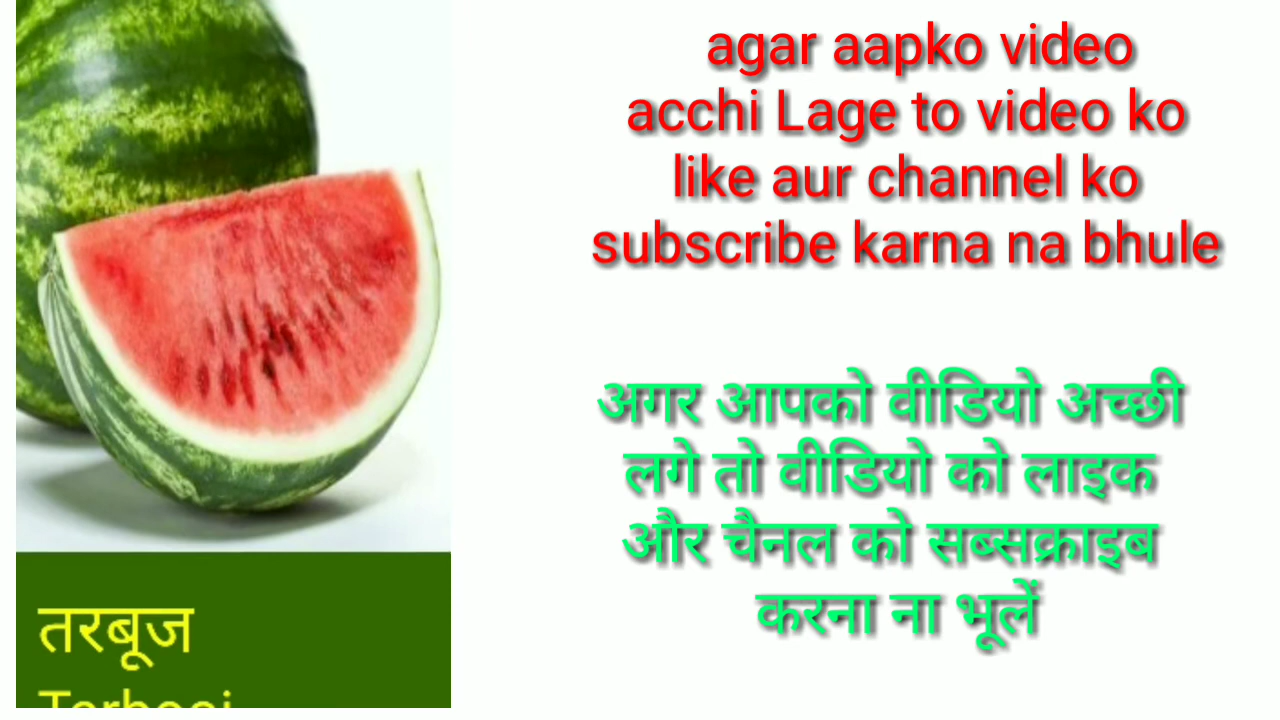 agar aapko video
acchi Lage to video ko
like aur channel ko
subscribe karna na bhule
अगर आपको वीडियो अच्छी
लगे तो वीडियो को लाइक
और चैनल को सब्सक्राइब
करना ना भूलें
तरबूज